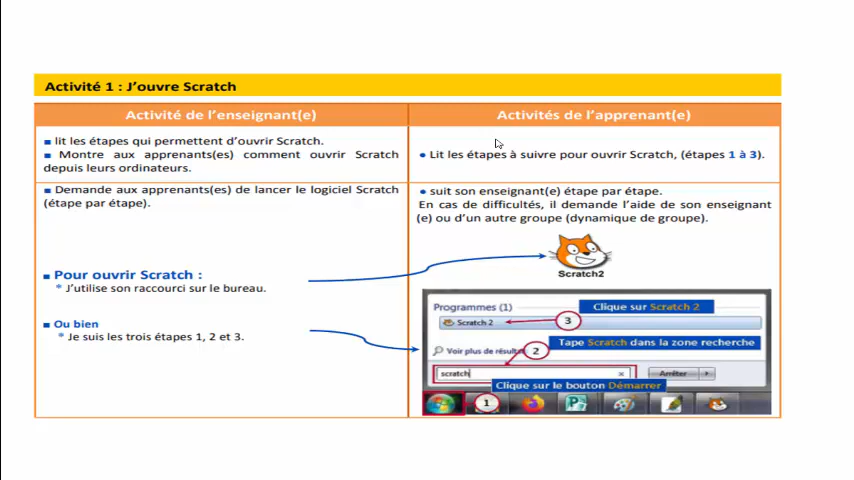 Activité 1 : J'ouvre Scratch
Activité de l'enseignant(e)
Activités de l'apprenant(e)
■ lit les étapes qui permettent d'ouvrir Scratch.
■ Montre aux apprenants(es) comment ouvrir Scratch
depuis leurs ordinateurs.
• Lit les étapes à suivre pour ouvrir Scratch, (étapes 1 à 3).
■ Demande aux apprenants(es) de lancer le logiciel Scratch
(étape par étape).
• suit son enseignant(e) étape par étape.
En cas de difficultés, il demande l'aide de son enseignant
(e) ou d'un autre groupe (dynamique de groupe).
■ Pour ouvrir Scratch :
* J'utilise son raccourci sur le bureau.
Scratch2
■ Ou bien
* Je suis les trois étapes 1, 2 et 3.
Programmes (1)
Clique sur Scratch 2
Scratch 2
3
Tape Scratch dans la zone recherche
Voir plus de résultats
2
scratch
x
Arrêter
Clique sur le bouton Démarrer
1